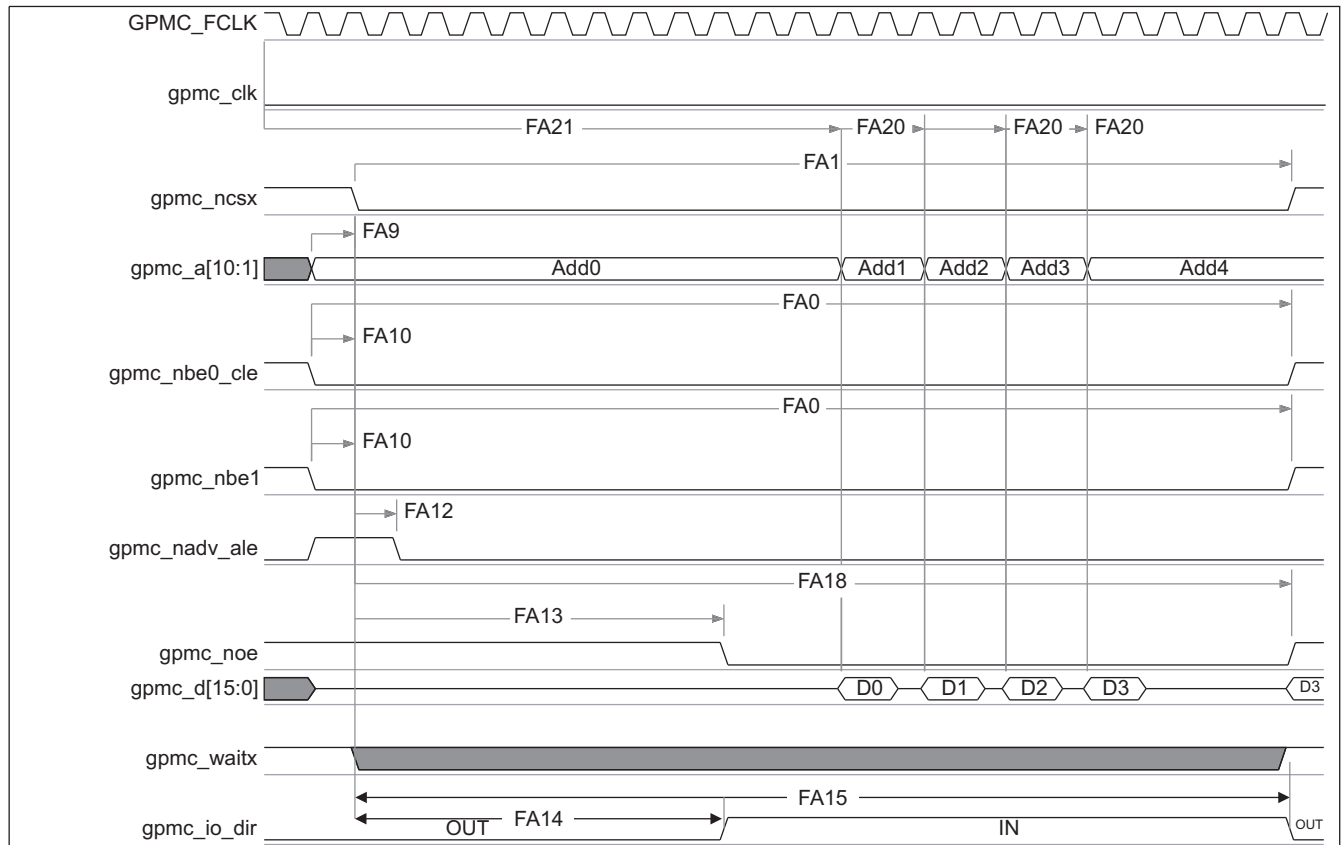 GPMC_FCLK
gpmc_clk
FA21 FA20 FA20 FA20
FA1
gpmc_ncsx
FA9
gpmc_a[10:1] Add0 Add1 Add2 Add3 Add4
FA0
FA10
gpmc_nbe0_cle
FA0
FA10
gpmc_nbe1
FA12
gpmc_nadv_ale
FA18
FA13
gpmc_noe
gpmc_d[15:0] D0 D1 D2 D3 D3
gpmc_waitx
FA15
FA14
gpmc_io_dir OUT IN OUT